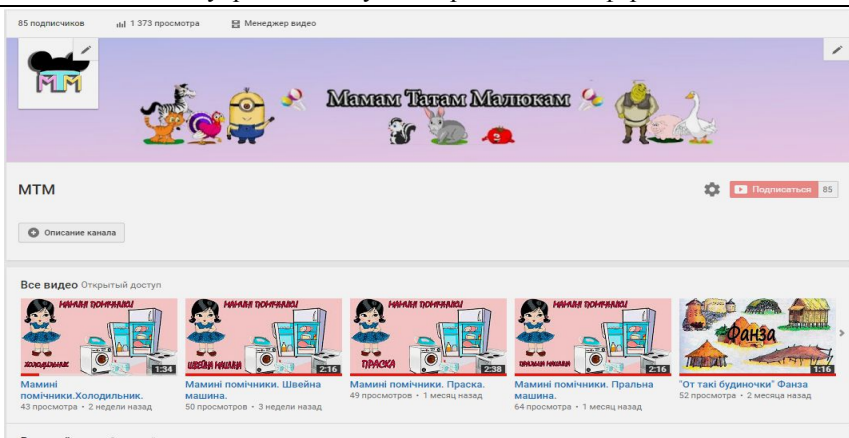 85 подписчиков 1 373 просмотра Менеджер видео
МТМ
Мамам Татам Малюкам
МТМ
Подписаться 85
Описание канала
Все видео Открытый доступ
МАМИНІ ПОМІЧНИКИ
ХОЛОДИЛЬНИК
1:34
МАМИНІ ПОМІЧНИКИ
ШВЕЙНА МАШИНА
2:16
МАМИНІ ПОМІЧНИКИ
ПРАСКА
2:38
МАМИНІ ПОМІЧНИКИ
ПРАЛЬНА МАШИНА
2:16
ФАНЗА
1:16
Мамині
помічники.Холодильник.
43 просмотра • 2 недели назад
Мамині помічники. Швейна
машина.
50 просмотров • 3 недели назад
Мамині помічники. Праска.
49 просмотров • 1 месяц назад
Мамині помічники. Пральна
машина.
64 просмотра • 1 месяц назад
"От такі будиночки" Фанза
52 просмотра • 2 месяца назад